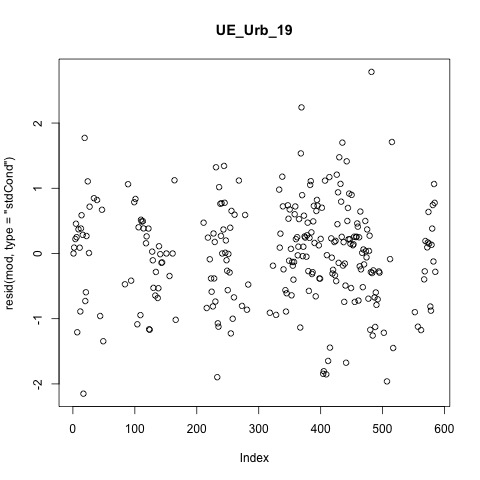 UE_Urb_19
resid(mod, type = "stdCond")
2
1
0
-1
-2
0 100 200 300 400 500 600
Index